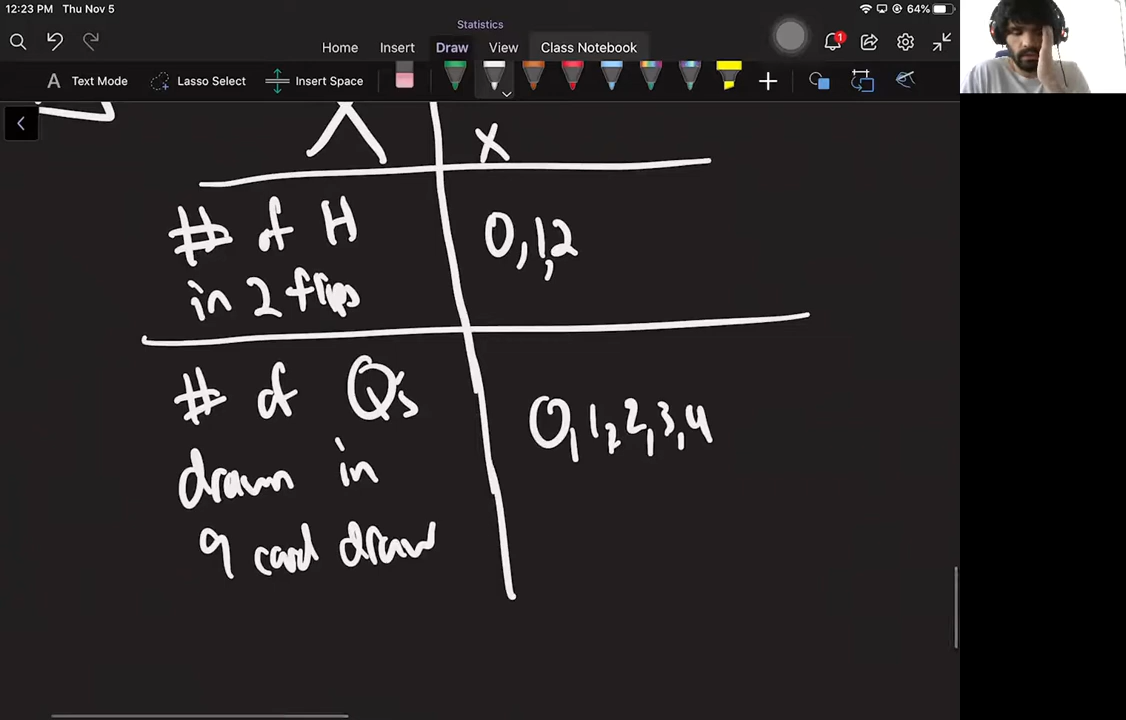 12:23 PM Thu Nov 5
64%
Statistics
Home Insert Draw View Class Notebook
1
Text Mode Lasso Select Insert Space
X x
# of H
in 2 flips
0,1,2
# of Q's
drawn in
9 card draw
0,1,2,3,4